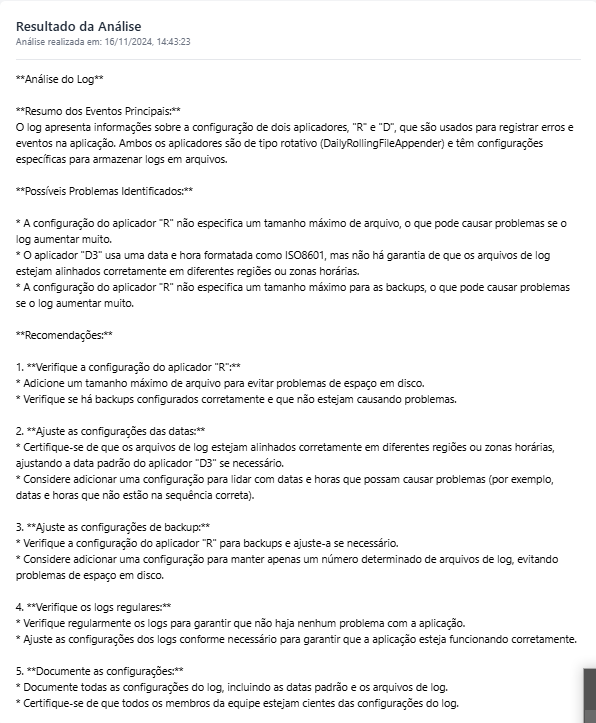 Resultado da Análise
Análise realizada em: 16/11/2024, 14:43:23
**Análise do Log**
**Resumo dos Eventos Principais:**
O log apresenta informações sobre a configuração de dois aplicadores, "R" e "D", que são usados para registrar erros e
eventos na aplicação. Ambos os aplicadores são de tipo rotativo (DailyRollingFileAppender) e têm configurações
específicas para armazenar logs em arquivos.
**Possíveis Problemas Identificados:**
* A configuração do aplicador "R" não especifica um tamanho máximo de arquivo, o que pode causar problemas se o
log aumentar muito.
* O aplicador "D3" usa uma data e hora formatada como ISO8601, mas não há garantia de que os arquivos de log
estejam alinhados corretamente em diferentes regiões ou zonas horárias.
* A configuração do aplicador "R" não especifica um tamanho máximo para as backups, o que pode causar problemas
se o log aumentar muito.
**Recomendações:**
1. **Verifique a configuração do aplicador "R":**
* Adicione um tamanho máximo de arquivo para evitar problemas de espaço em disco.
* Verifique se há backups configurados corretamente e que não estejam causando problemas.
2. **Ajuste as configurações das datas:**
* Certifique-se de que os arquivos de log estejam alinhados corretamente em diferentes regiões ou zonas horárias,
ajustando a data padrão do aplicador "D3" se necessário.
* Considere adicionar uma configuração para lidar com datas e horas que possam causar problemas (por exemplo,
datas e horas que não estão na sequência correta).
3. **Ajuste as configurações de backup:**
* Verifique a configuração do aplicador "R" para backups e ajuste-a se necessário.
* Considere adicionar uma configuração para manter apenas um número determinado de arquivos de log, evitando
problemas de espaço em disco.
4. **Verifique os logs regulares:**
* Verifique regularmente os logs para garantir que não haja nenhum problema com a aplicação.
* Ajuste as configurações dos logs conforme necessário para garantir que a aplicação esteja funcionando corretamente.
5. **Documente as configurações:**
* Documente todas as configurações do log, incluindo as datas padrão e os arquivos de log.
* Certifique-se de que todos os membros da equipe estejam cientes das configurações do log.